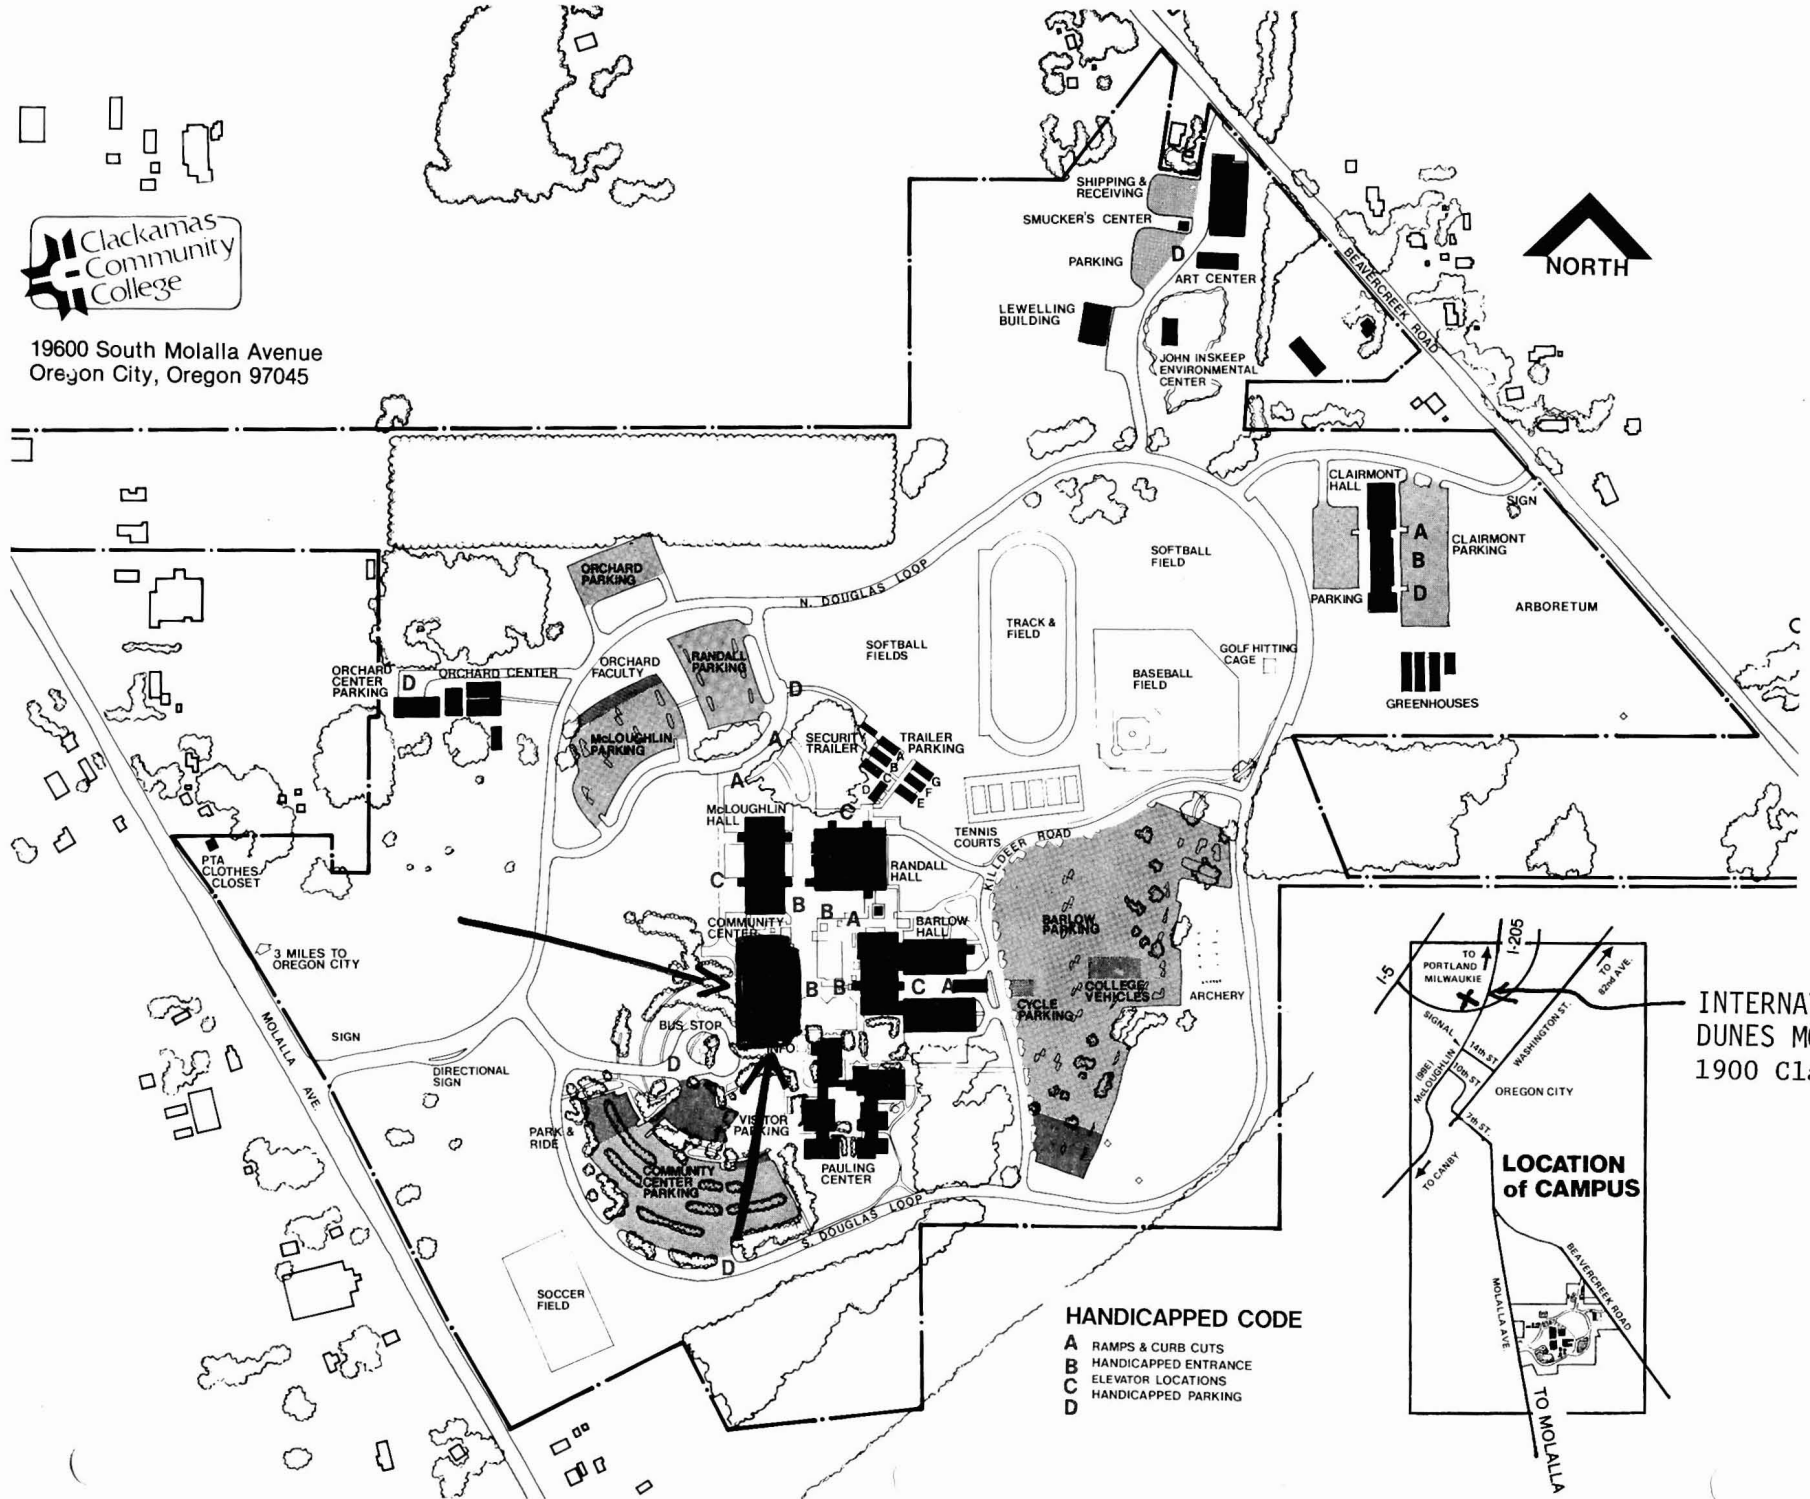 Clackamas
Community
College
19600 South Molalla Avenue
Oregon City, Oregon 97045
NORTH
SHIPPING &
RECEIVING
SMUCKER'S CENTER
PARKING
D
ART CENTER
LEWELLING
BUILDING
JOHN INSKEEP
ENVIRONMENTAL
CENTER
BEAVERCREEK ROAD
CLAIRMONT
HALL
SIGN
A
B
D
CLAIRMONT
PARKING
PARKING
ARBORETUM
GREENHOUSES
SOFTBALL
FIELD
TRACK &
FIELD
GOLF HITTING
CAGE
BASEBALL
FIELD
N. DOUGLAS LOOP
SOFTBALL
FIELDS
ORCHARD
PARKING
RANDALL
PARKING
ORCHARD
FACULTY
ORCHARD
CENTER
PARKING
D
ORCHARD CENTER
McLOUGHLIN
PARKING
D
A
A
SECURITY
TRAILER
TRAILER
PARKING
A
B
C
D
G
F
E
McLOUGHLIN
HALL
C
C
RANDALL
HALL
TENNIS
COURTS
KILLDEER ROAD
B
B
A
COMMUNITY
CENTER
BARLOW
HALL
BARLOW
PARKING
B
B
C
A
CYCLE
PARKING
COLLEGE
VEHICLES
ARCHERY
PTA
CLOTHES
CLOSET
3 MILES TO
OREGON CITY
MOLALLA AVE.
SIGN
DIRECTIONAL
SIGN
BUS STOP
INFO.
D
VISITOR
PARKING
PARK &
RIDE
COMMUNITY
CENTER
PARKING
PAULING
CENTER
S. DOUGLAS LOOP
D
SOCCER
FIELD
HANDICAPPED CODE
A RAMPS & CURB CUTS
B HANDICAPPED ENTRANCE
C ELEVATOR LOCATIONS
D HANDICAPPED PARKING
I-5
TO
PORTLAND
MILWAUKIE
I-205
TO
82nd AVE.
SIGNAL
14th ST.
10th ST
WASHINGTON ST.
(99E)
McLOUGHLIN
OREGON CITY
7th ST.
TO CANBY
LOCATION
of CAMPUS
MOLALLA AVE.
BEAVERCREEK ROAD
TO MOLALLA
INTERNA
DUNES M
1900 Cla